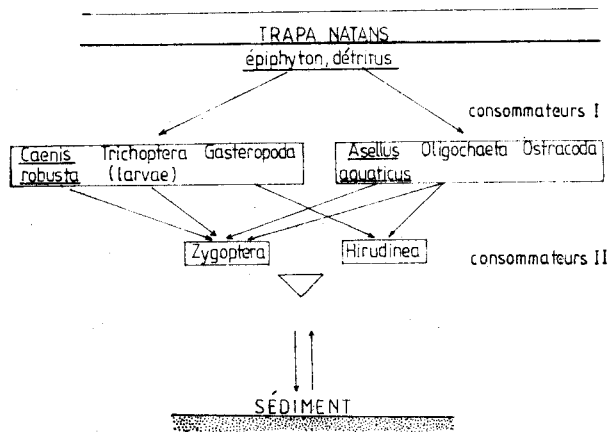 TRAPA NATANS
épiphyton, détritus
consommateurs I
Caenis Trichoptera Gasteropoda
robusta (larvae)
Asellus Oligochaeta Ostracoda
aquaticus
Zygoptera
Hirudinea
consommateurs II
SÉDIMENT